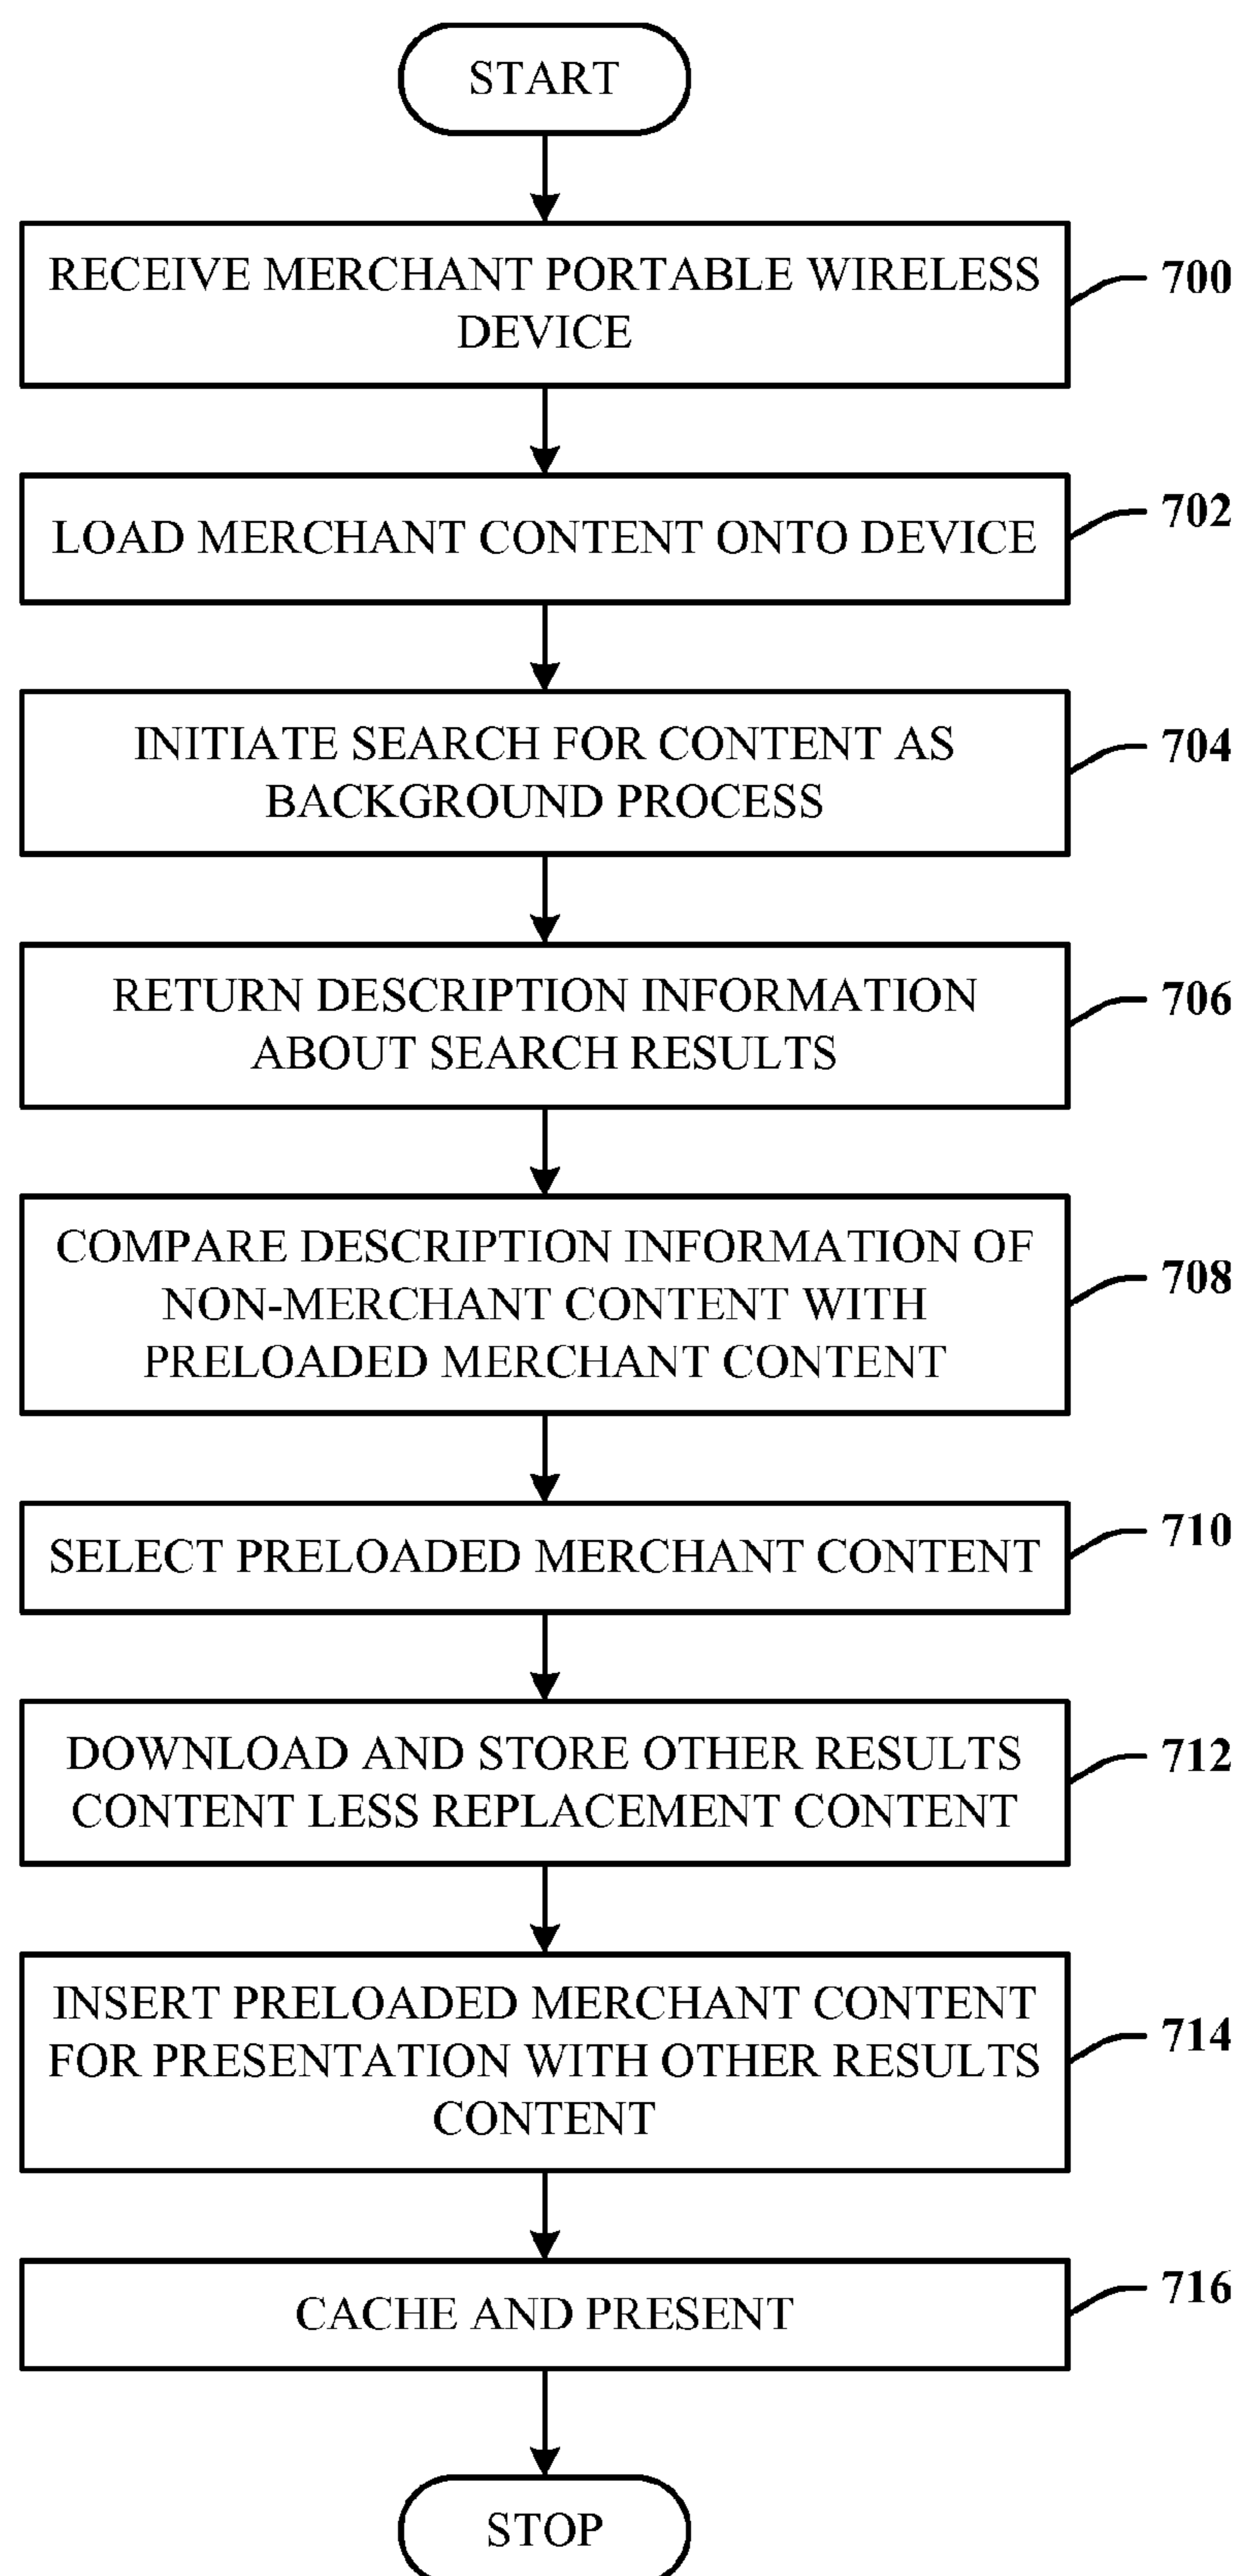 START
RECEIVE MERCHANT PORTABLE WIRELESS
DEVICE
700
LOAD MERCHANT CONTENT ONTO DEVICE
702
INITIATE SEARCH FOR CONTENT AS
BACKGROUND PROCESS
704
RETURN DESCRIPTION INFORMATION
ABOUT SEARCH RESULTS
706
COMPARE DESCRIPTION INFORMATION OF
NON-MERCHANT CONTENT WITH
PRELOADED MERCHANT CONTENT
708
SELECT PRELOADED MERCHANT CONTENT
710
DOWNLOAD AND STORE OTHER RESULTS
CONTENT LESS REPLACEMENT CONTENT
712
INSERT PRELOADED MERCHANT CONTENT
FOR PRESENTATION WITH OTHER RESULTS
CONTENT
714
CACHE AND PRESENT
716
STOP